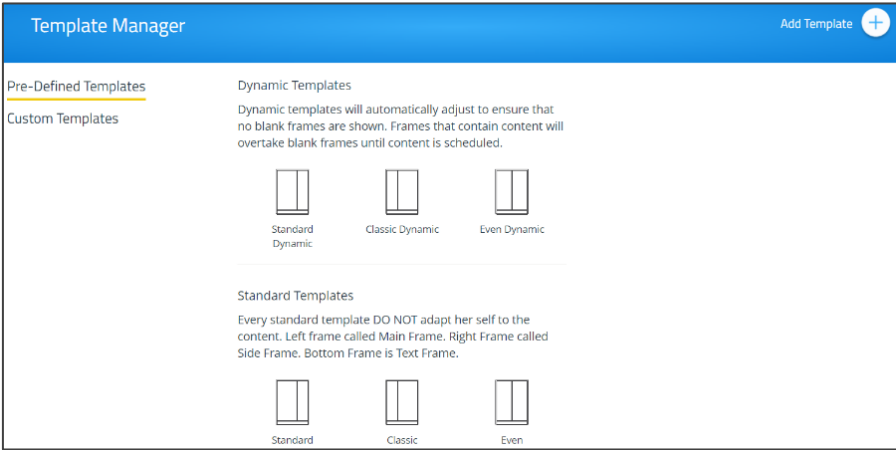 Template Manager
Add Template
Pre-Defined Templates
Custom Templates
Dynamic Templates
Dynamic templates will automatically adjust to ensure that
no blank frames are shown. Frames that contain content will
overtake blank frames until content is scheduled.
Standard
Dynamic
Classic Dynamic
Even Dynamic
Standard Templates
Every standard template DO NOT adapt her self to the
content. Left frame called Main Frame. Right Frame called
Side Frame. Bottom Frame is Text Frame.
Standard
Classic
Even